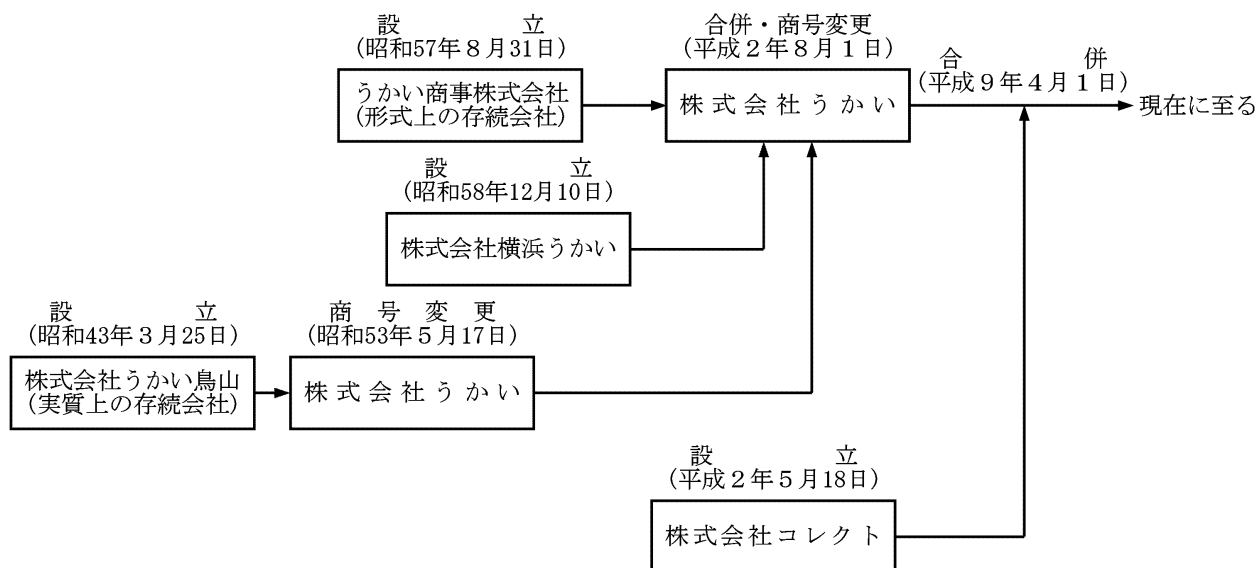 設立
(昭和57年８月31日)
うかい商事株式会社
(形式上の存続会社)
合併・商号変更
(平成２年８月１日)
株式会社うかい
合併
(平成９年４月１日)
現在に至る
設立
(昭和58年12月10日)
株式会社横浜うかい
設立
(昭和43年３月25日)
株式会社うかい鳥山
(実質上の存続会社)
商号変更
(昭和53年５月17日)
株式会社うかい
設立
(平成２年５月18日)
株式会社コレクト